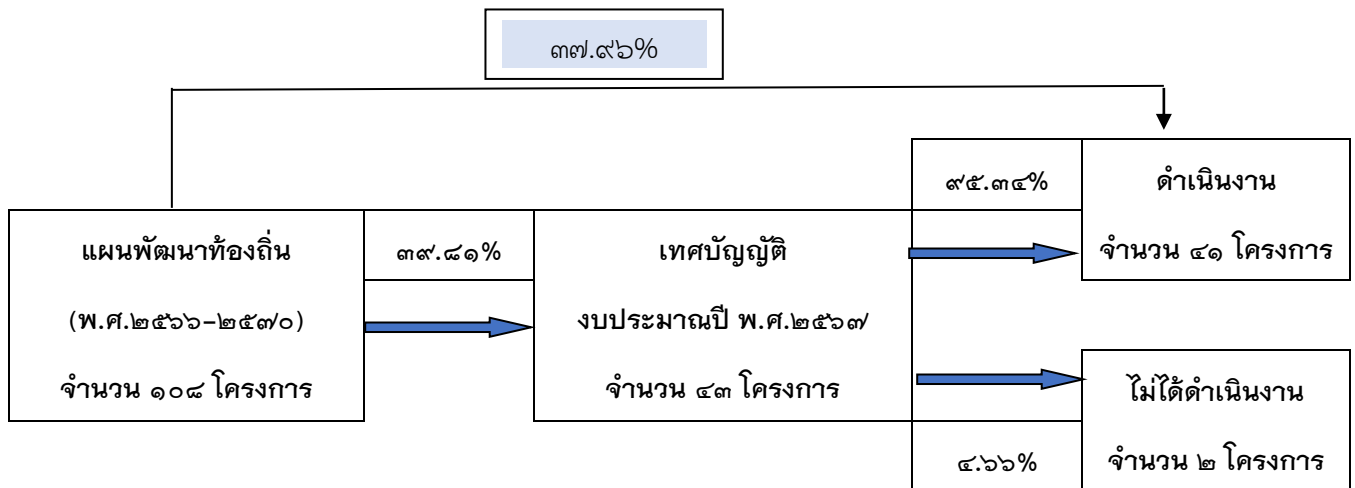 ๓๗.๙๖%
๙๕.๓๔%
ดำเนินงาน
จำนวน ๔๑ โครงการ
แผนพัฒนาท้องถิ่น
(พ.ศ.๒๕๖๖-๒๕๗๐)
จำนวน ๑๐๘ โครงการ
๓๙.๘๑%
เทศบัญญัติ
งบประมาณปี พ.ศ.๒๕๖๗
จำนวน ๔๓ โครงการ
ไม่ได้ดำเนินงาน
จำนวน ๒ โครงการ
๔.๖๖%